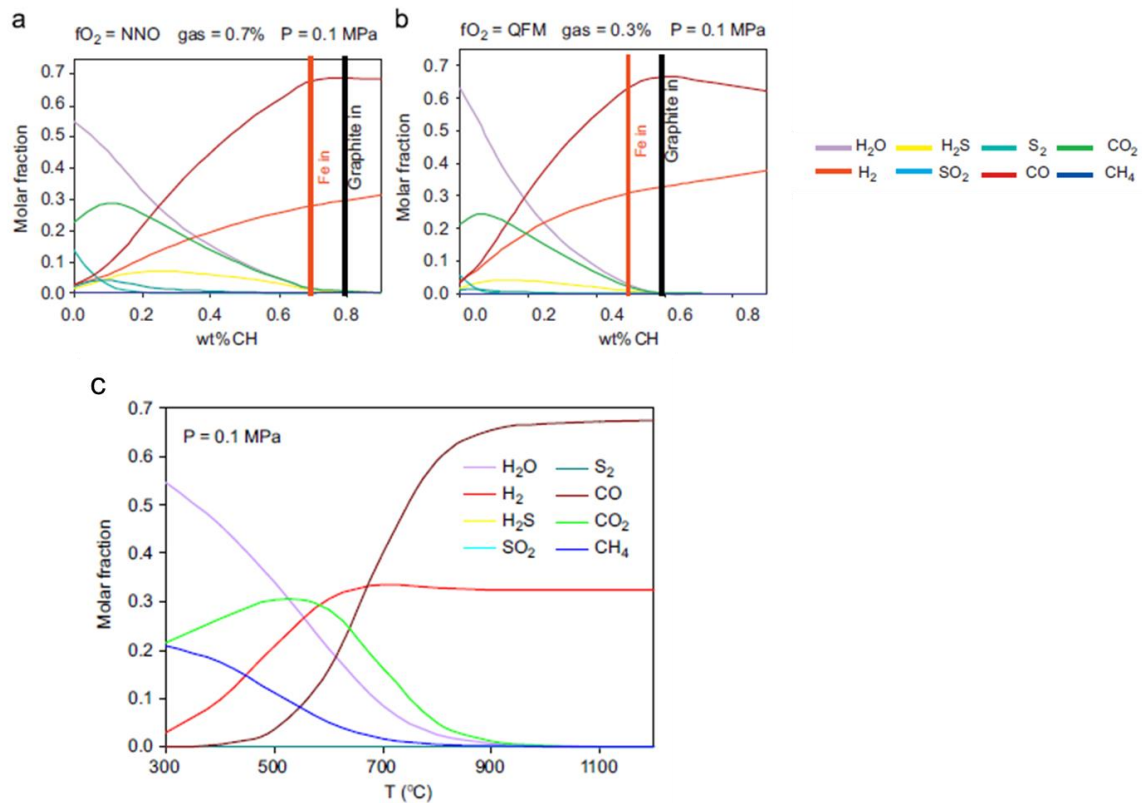 a
fO₂ = NNO gas = 0.7% P = 0.1 MPa
0.7
0.6
0.5
0.4
0.3
0.2
0.1
0.0
Molar fraction
Fe in
Graphite in
0.0 0.2 0.4 0.6 0.8
wt% CH
b
fO₂ = QFM gas = 0.3% P = 0.1 MPa
0.7
0.6
0.5
0.4
0.3
0.2
0.1
0.0
Molar fraction
Fe in
Graphite in
0.0 0.2 0.4 0.6 0.8
wt% CH
H₂O H₂S S₂ CO₂
H₂ SO₂ CO CH₄
c
P = 0.1 MPa
0.7
0.6
0.5
0.4
0.3
0.2
0.1
0.0
Molar fraction
H₂O S₂
H₂ CO
H₂S CO₂
SO₂ CH₄
300 500 700 900 1100
T (°C)